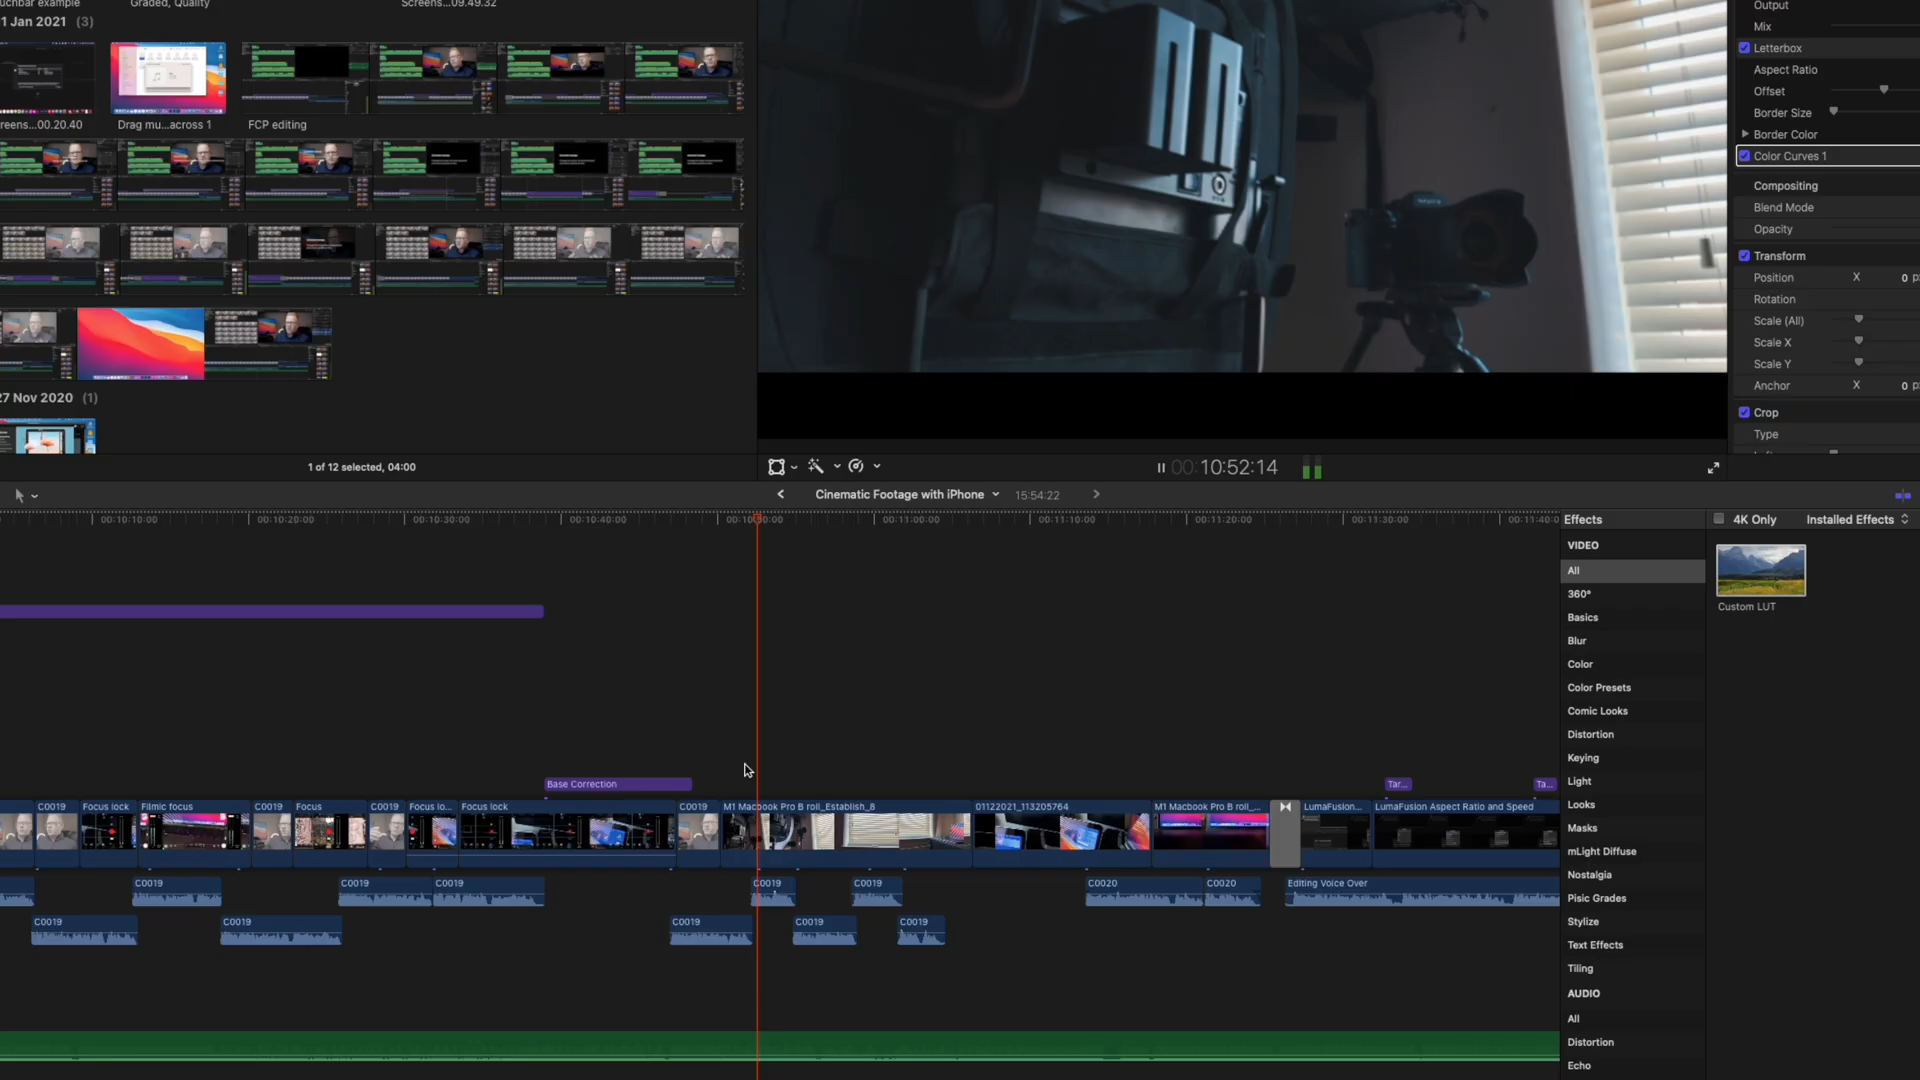 uchbar example
Graded, Quality
Screens...09.49.32
1 Jan 2021 (3)
reens...00.20.40
Drag mu...across 1
FCP editing
27 Nov 2020 (1)
1 of 12 selected, 04:00
00:10:52:14
Output
Mix
Letterbox
Aspect Ratio
Offset
Border Size
Border Color
Color Curves 1
Compositing
Blend Mode
Opacity
Transform
Position X 0 p
Rotation
Scale (All)
Scale X
Scale Y
Anchor X 0 p
Crop
Type
Cinematic Footage with iPhone 15:54:22
00:10:10:00 00:10:20:00 00:10:30:00 00:10:40:00 00:10:50:00 00:11:00:00 00:11:10:00 00:11:20:00 00:11:30:00 00:11:40:0
Base Correction
Tar...
Ta...
C0019 Focus lock Filmic focus C0019 Focus C0019 Focus lo... Focus lock C0019 M1 Macbook Pro B roll_Establish_8 01122021_113205764 M1 Macbook Pro B roll_... LumaFusion... LumaFusion Aspect Ratio and Speed
C0019 C0019 C0019 C0019 C0019 C0020 C0020 Editing Voice Over
C0019 C0019 C0019 C0019 C0019
Effects
4K Only
Installed Effects
VIDEO
All
360°
Basics
Blur
Color
Color Presets
Comic Looks
Distortion
Keying
Light
Looks
Masks
mLight Diffuse
Nostalgia
Pisic Grades
Stylize
Text Effects
Tiling
AUDIO
All
Distortion
Echo
Custom LUT